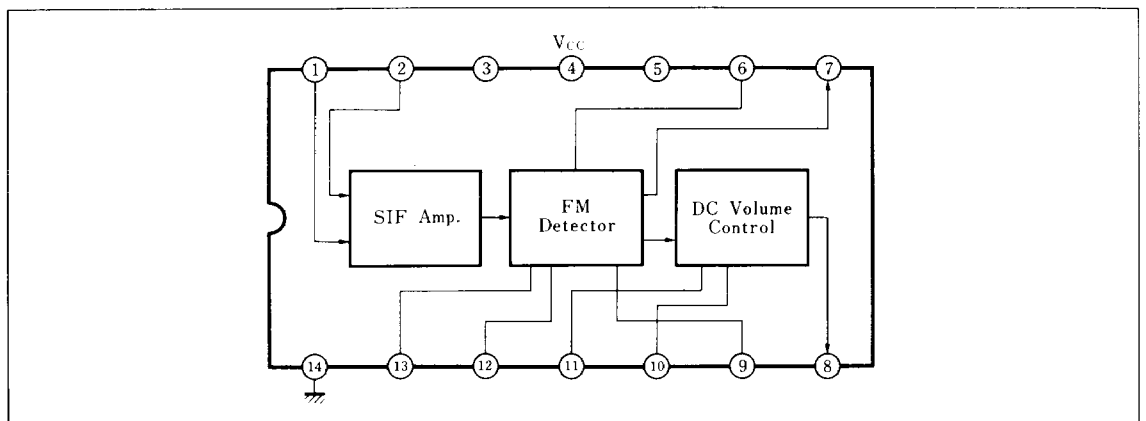 VCC
1 2 3 4 5 6 7
SIF Amp.
FM
Detector
DC Volume
Control
14 13 12 11 10 9 8